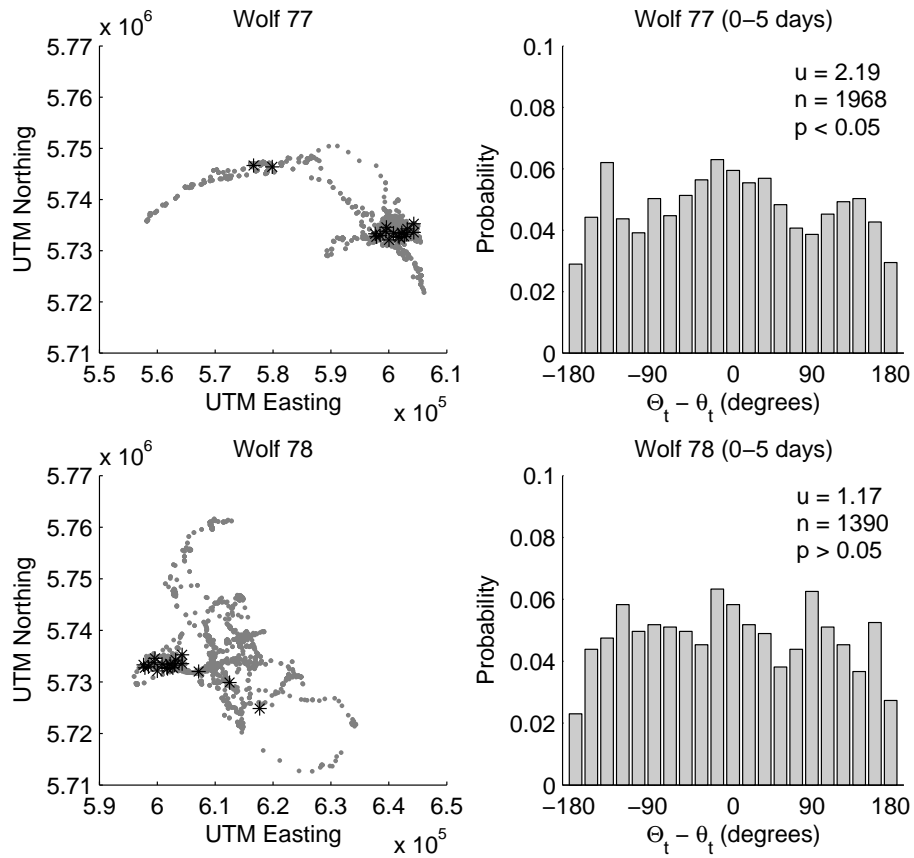 Wolf 77
x 10^6
5.77
5.76
5.75
5.74
5.73
5.72
5.71
UTM Northing
5.5 5.6 5.7 5.8 5.9 6 6.1
UTM Easting
x 10^5
Wolf 77 (0−5 days)
0.1
0.08
0.06
0.04
0.02
0
Probability
u = 2.19
n = 1968
p < 0.05
−180 −90 0 90 180
Θ_t − θ_t (degrees)
Wolf 78
x 10^6
5.77
5.76
5.75
5.74
5.73
5.72
5.71
UTM Northing
5.9 6 6.1 6.2 6.3 6.4 6.5
UTM Easting
x 10^5
Wolf 78 (0−5 days)
0.1
0.08
0.06
0.04
0.02
0
Probability
u = 1.17
n = 1390
p > 0.05
−180 −90 0 90 180
Θ_t − θ_t (degrees)